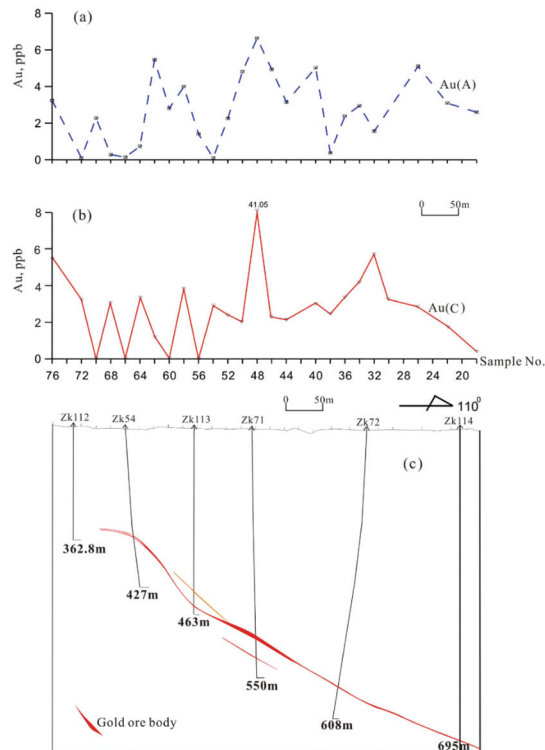 (a)
Au, ppb
8
6
4
2
0
Au(A)
(b)
41.05
0 50m
Au, ppb
8
6
4
2
0
Au(C)
76 72 68 64 60 56 52 48 44 40 36 32 28 24 20
Sample No.
0 50m
110⁰
Zk112 Zk54 Zk113 Zk71 Zk72 Zk114
(c)
362.8m
427m
463m
550m
608m
695m
Gold ore body